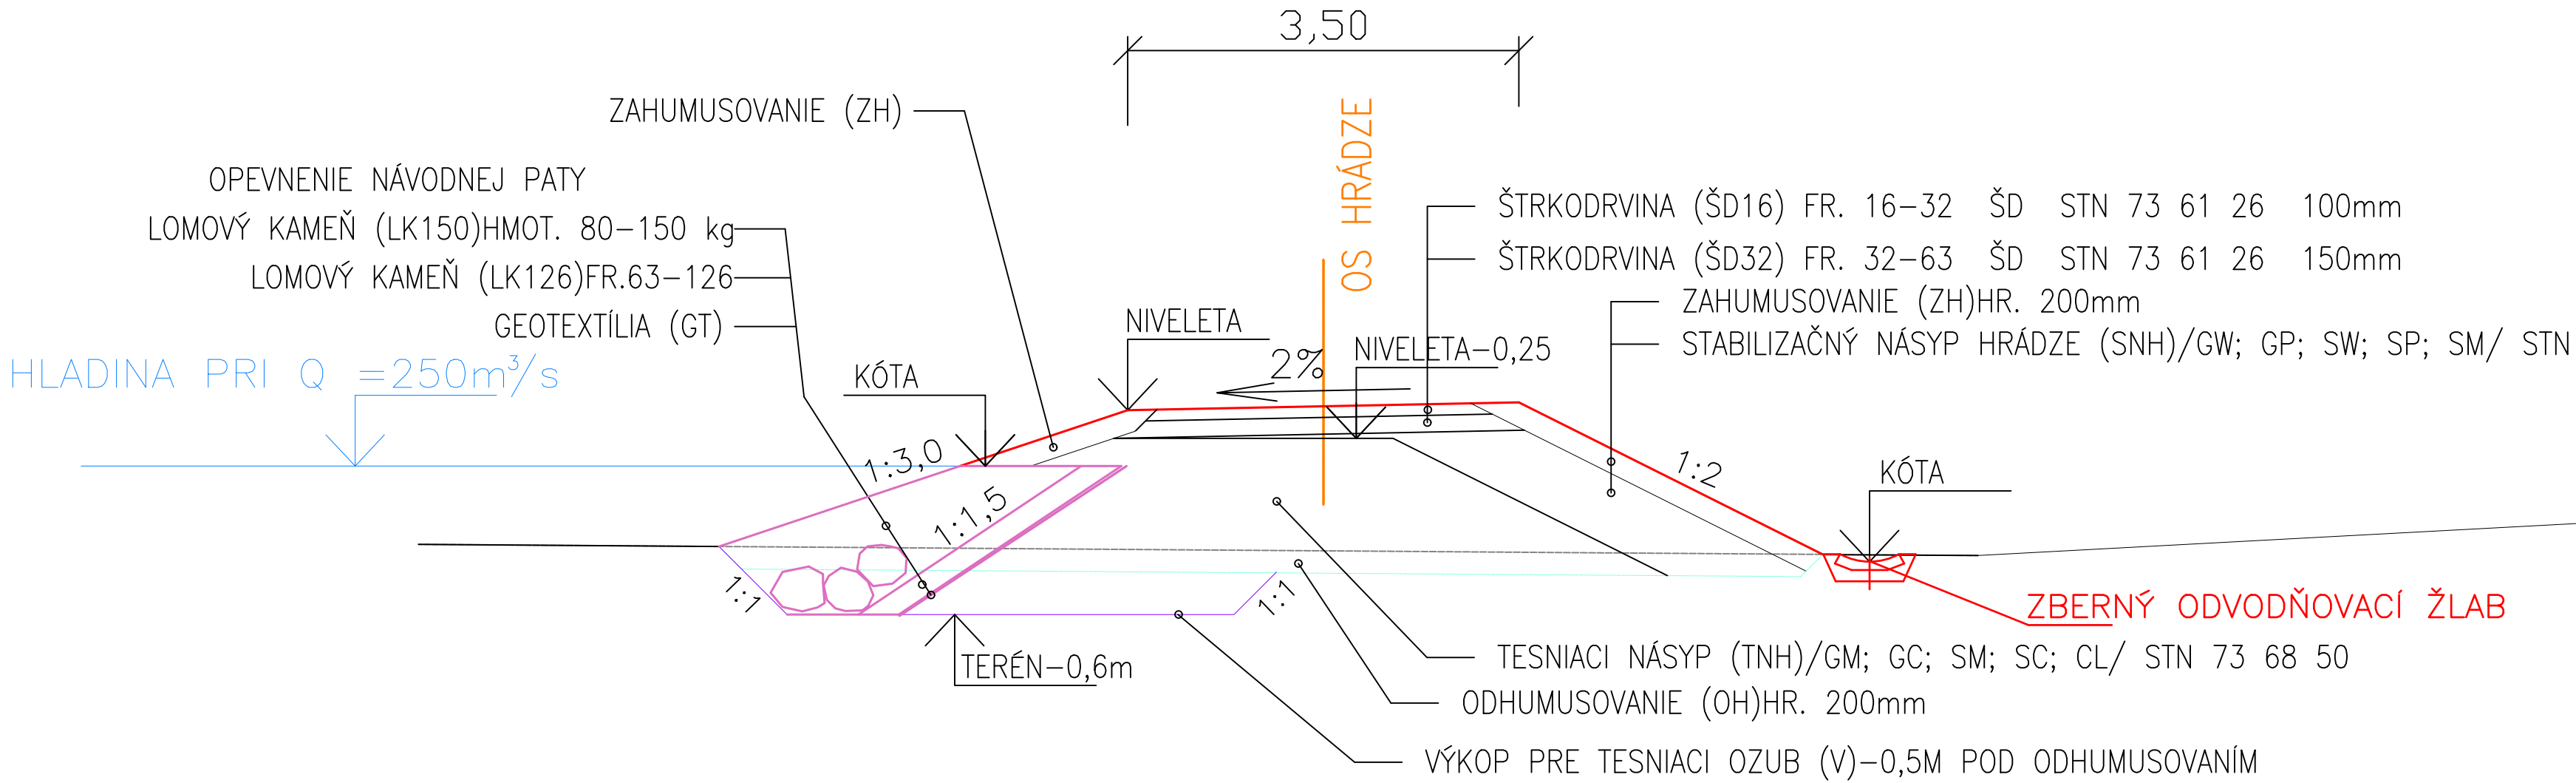 3,50
ZAHUMUSOVANIE (ZH)
OS HRÁDZE
OPEVNENIE NÁVODNEJ PATY
LOMOVÝ KAMEŇ (LK150)HMOT. 80-150 kg
LOMOVÝ KAMEŇ (LK126)FR.63-126
GEOTEXTÍLIA (GT)
ŠTRKODRVINA (ŠD16) FR. 16-32 ŠD STN 73 61 26 100mm
ŠTRKODRVINA (ŠD32) FR. 32-63 ŠD STN 73 61 26 150mm
ZAHUMUSOVANIE (ZH)HR. 200mm
STABILIZAČNÝ NÁSYP HRÁDZE (SNH)/GW; GP; SW; SP; SM/ STN
HLADINA PRI Q =250m³/s
NIVELETA
2%
NIVELETA-0,25
KÓTA
1:3,0
1:1,5
1:2
KÓTA
1:1
1:1
ZBERNÝ ODVODŇOVACÍ ŽLAB
TERÉN-0,6m
TESNIACI NÁSYP (TNH)/GM; GC; SM; SC; CL/ STN 73 68 50
ODHUMUSOVANIE (OH)HR. 200mm
VÝKOP PRE TESNIACI OZUB (V)-0,5M POD ODHUMUSOVANÍM